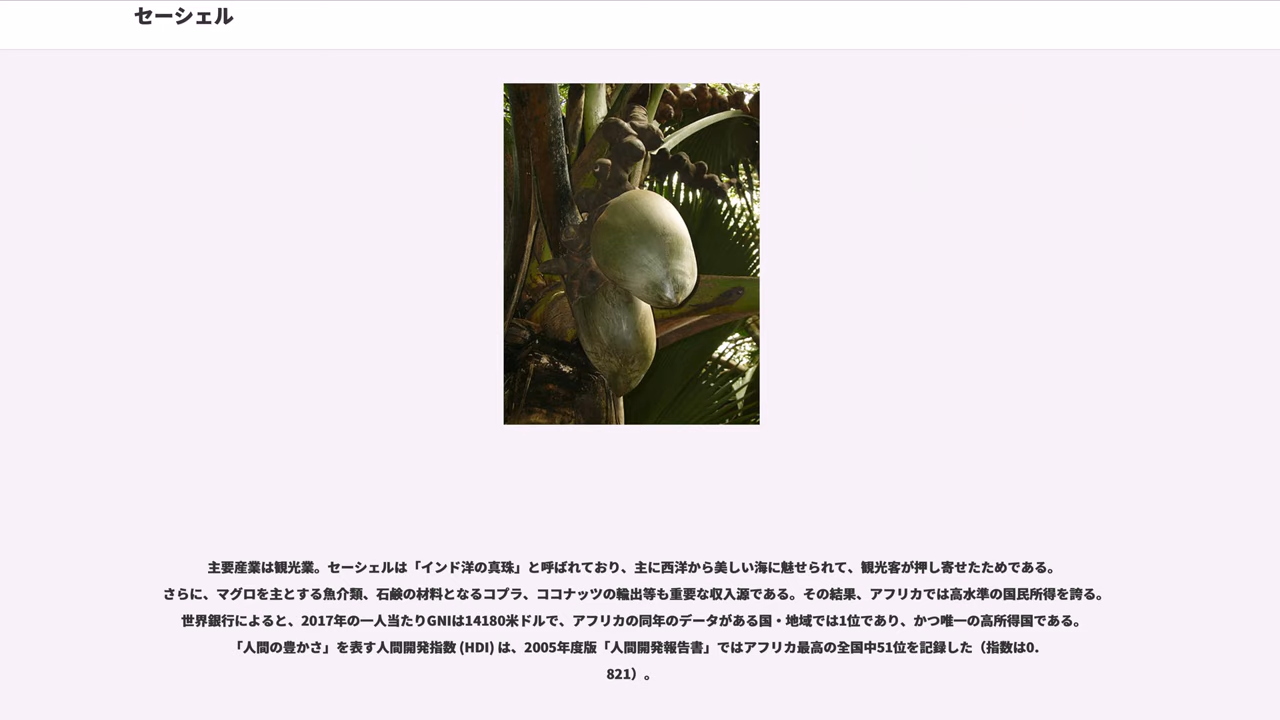 セーシェル
主要産業は観光業。セーシェルは「インド洋の真珠」と呼ばれており、主に西洋から美しい海に魅せられて、観光客が押し寄せたためである。
さらに、マグロを主とする魚介類、石鹸の材料となるコプラ、ココナッツの輸出等も重要な収入源である。その結果、アフリカでは高水準の国民所得を誇る。
世界銀行によると、2017年の一人当たりGNIは14180米ドルで、アフリカの同年のデータがある国・地域では1位であり、かつ唯一の高所得国である。
「人間の豊かさ」を表す人間開発指数 (HDI) は、2005年度版「人間開発報告書」ではアフリカ最高の全国中51位を記録した（指数は0.
821）。